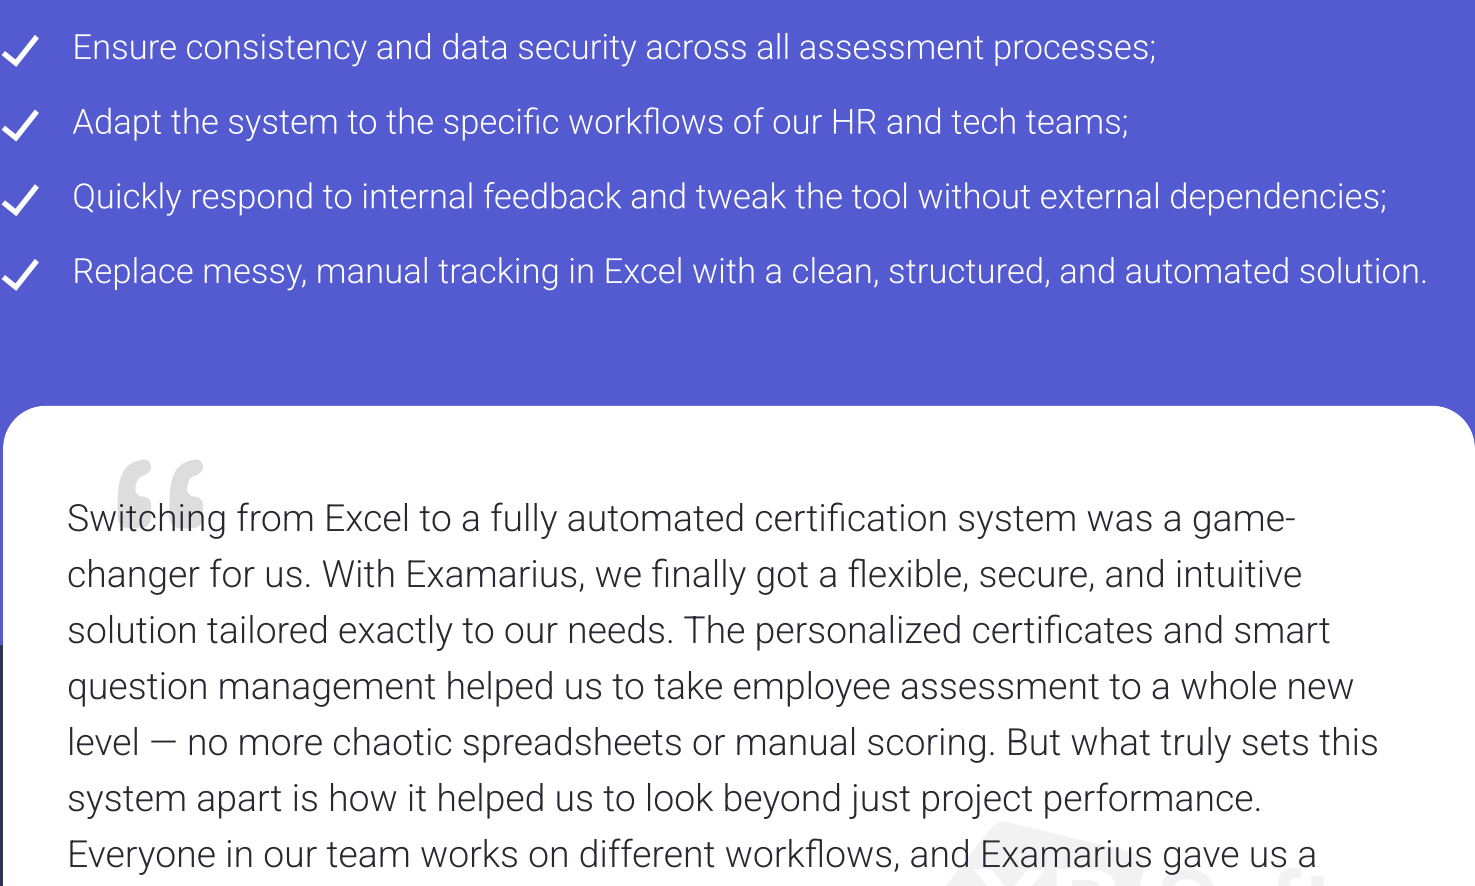 Ensure consistency and data security across all assessment processes;
Adapt the system to the specific workflows of our HR and tech teams;
Quickly respond to internal feedback and tweak the tool without external dependencies;
Replace messy, manual tracking in Excel with a clean, structured, and automated solution.
“
Switching from Excel to a fully automated certification system was a game-
changer for us. With Examarius, we finally got a flexible, secure, and intuitive
solution tailored exactly to our needs. The personalized certificates and smart
question management helped us to take employee assessment to a whole new
level — no more chaotic spreadsheets or manual scoring. But what truly sets this
system apart is how it helped us to look beyond just project performance.
Everyone in our team works on different workflows, and Examarius gave us a